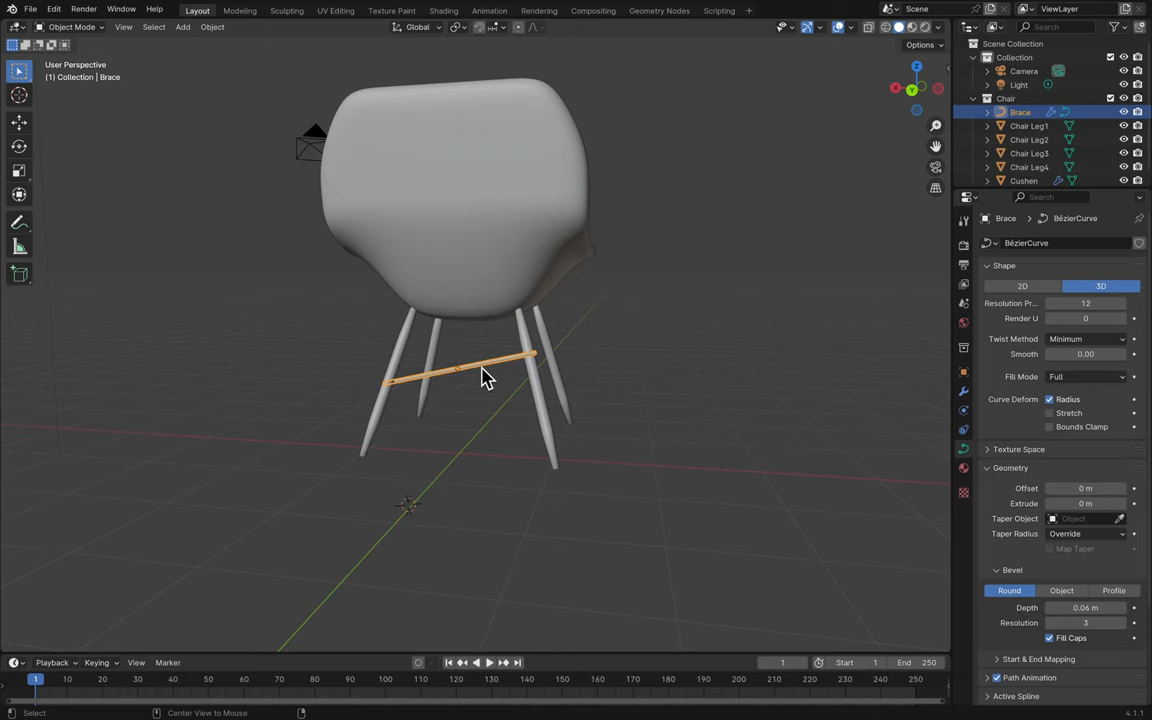 Blender File Edit Render Window Help Layout Modeling Sculpting UV Editing Texture Paint Shading Animation Rendering Compositing Geometry Nodes Scripting + Scene ViewLayer
Object Mode View Select Add Object Global Search
Options
User Perspective
(1) Collection | Brace
Z
X
Y
Scene Collection
Collection
Camera
Light
Chair
Brace
Chair Leg1
Chair Leg2
Chair Leg3
Chair Leg4
Cushen
Search
Brace BézierCurve
BézierCurve
Shape
2D 3D
Resolution Pr... 12
Render U 0
Twist Method Minimum
Smooth 0.00
Fill Mode Full
Curve Deform Radius
Stretch
Bounds Clamp
Texture Space
Geometry
Offset 0 m
Extrude 0 m
Taper Object Object
Taper Radius Override
Map Taper
Bevel
Round Object Profile
Depth 0.06 m
Resolution 3
Fill Caps
Start & End Mapping
Path Animation
Active Spline
Playback Keying View Marker 1 Start 1 End 250
1 10 20 30 40 50 60 70 80 90 100 110 120 130 140 150 160 170 180 190 200 210 220 230 240 250
Select Center View to Mouse 4.1.1